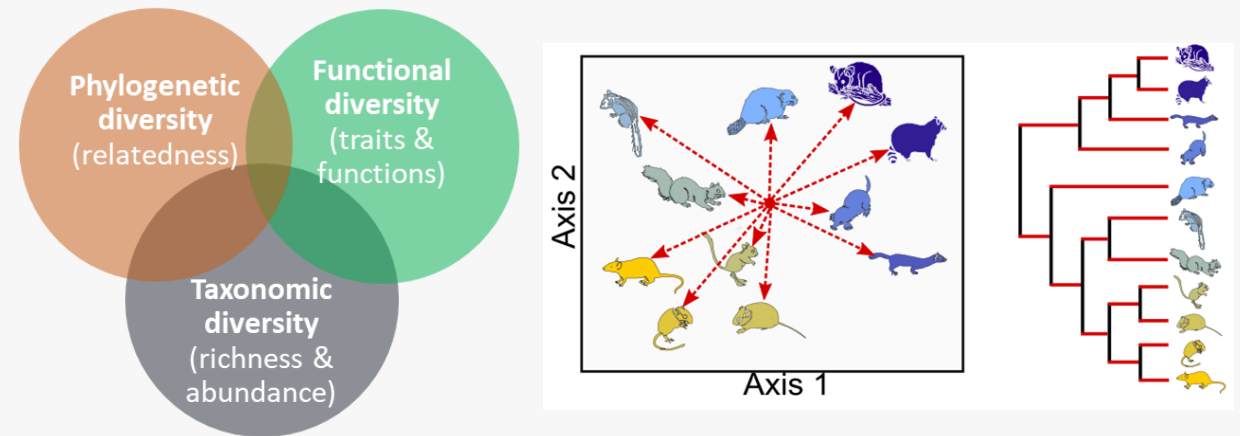 Phylogenetic
diversity
(relatedness)
Functional
diversity
(traits &
functions)
Taxonomic
diversity
(richness &
abundance)
Axis 2
Axis 1